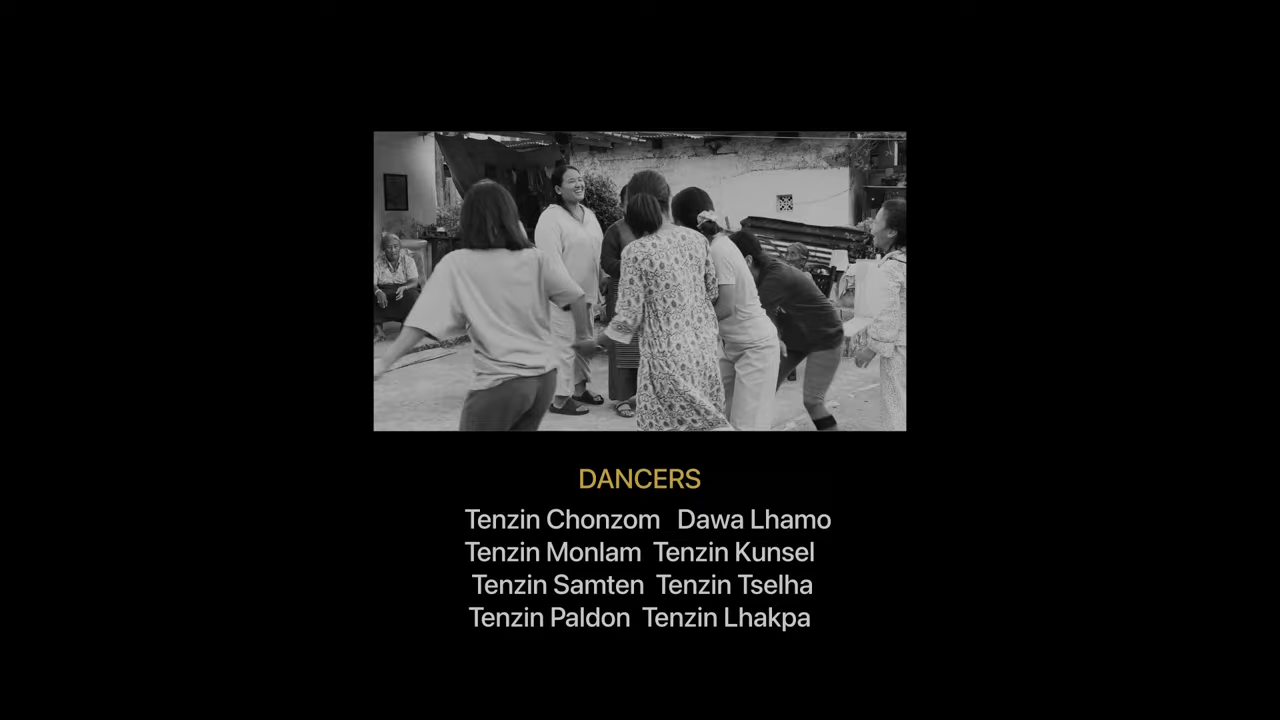 DANCERS
Tenzin Chonzom Dawa Lhamo
Tenzin Monlam Tenzin Kunsel
Tenzin Samten Tenzin Tselha
Tenzin Paldon Tenzin Lhakpa